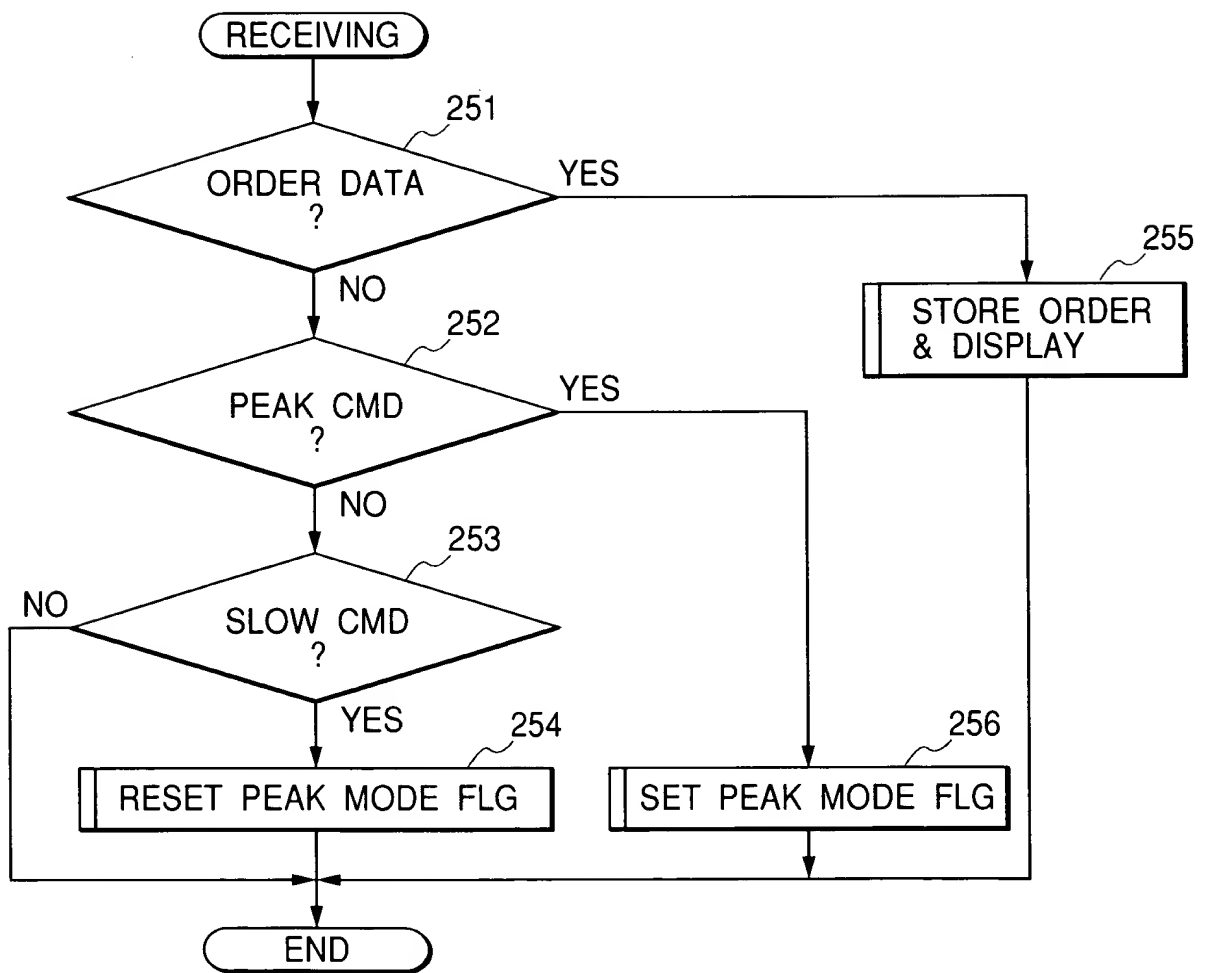 RECEIVING
251
ORDER DATA
?
YES
NO
255
STORE ORDER
& DISPLAY
252
PEAK CMD
?
YES
NO
253
NO
SLOW CMD
?
YES
254
RESET PEAK MODE FLG
256
SET PEAK MODE FLG
END